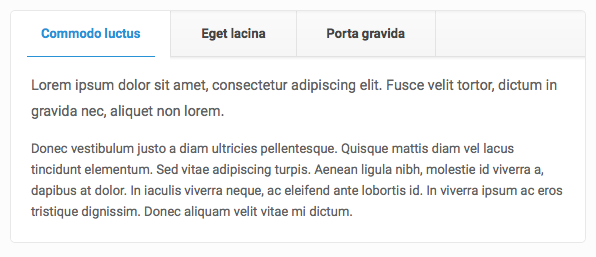 Commodo luctus Eget lacina Porta gravida
Lorem ipsum dolor sit amet, consectetur adipiscing elit. Fusce velit tortor, dictum in
gravida nec, aliquet non lorem.
Donec vestibulum justo a diam ultricies pellentesque. Quisque mattis diam vel lacus
tincidunt elementum. Sed vitae adipiscing turpis. Aenean ligula nibh, molestie id viverra a,
dapibus at dolor. In iaculis viverra neque, ac eleifend ante lobortis id. In viverra ipsum ac eros
tristique dignissim. Donec aliquam velit vitae mi dictum.